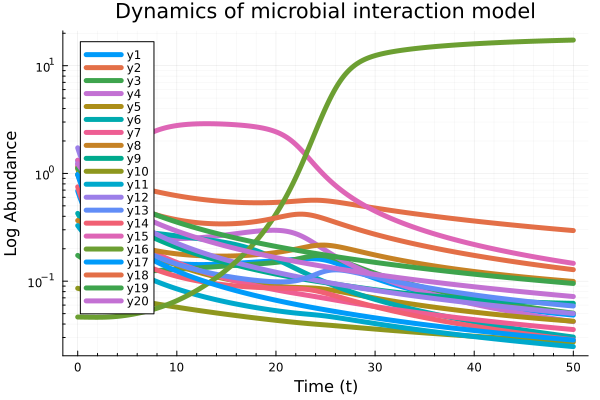 Dynamics of microbial interaction model
Log Abundance
10¹
10⁰
10⁻¹
y1
y2
y3
y4
y5
y6
y7
y8
y9
y10
y11
y12
y13
y14
y15
y16
y17
y18
y19
y20
0 10 20 30 40 50
Time (t)